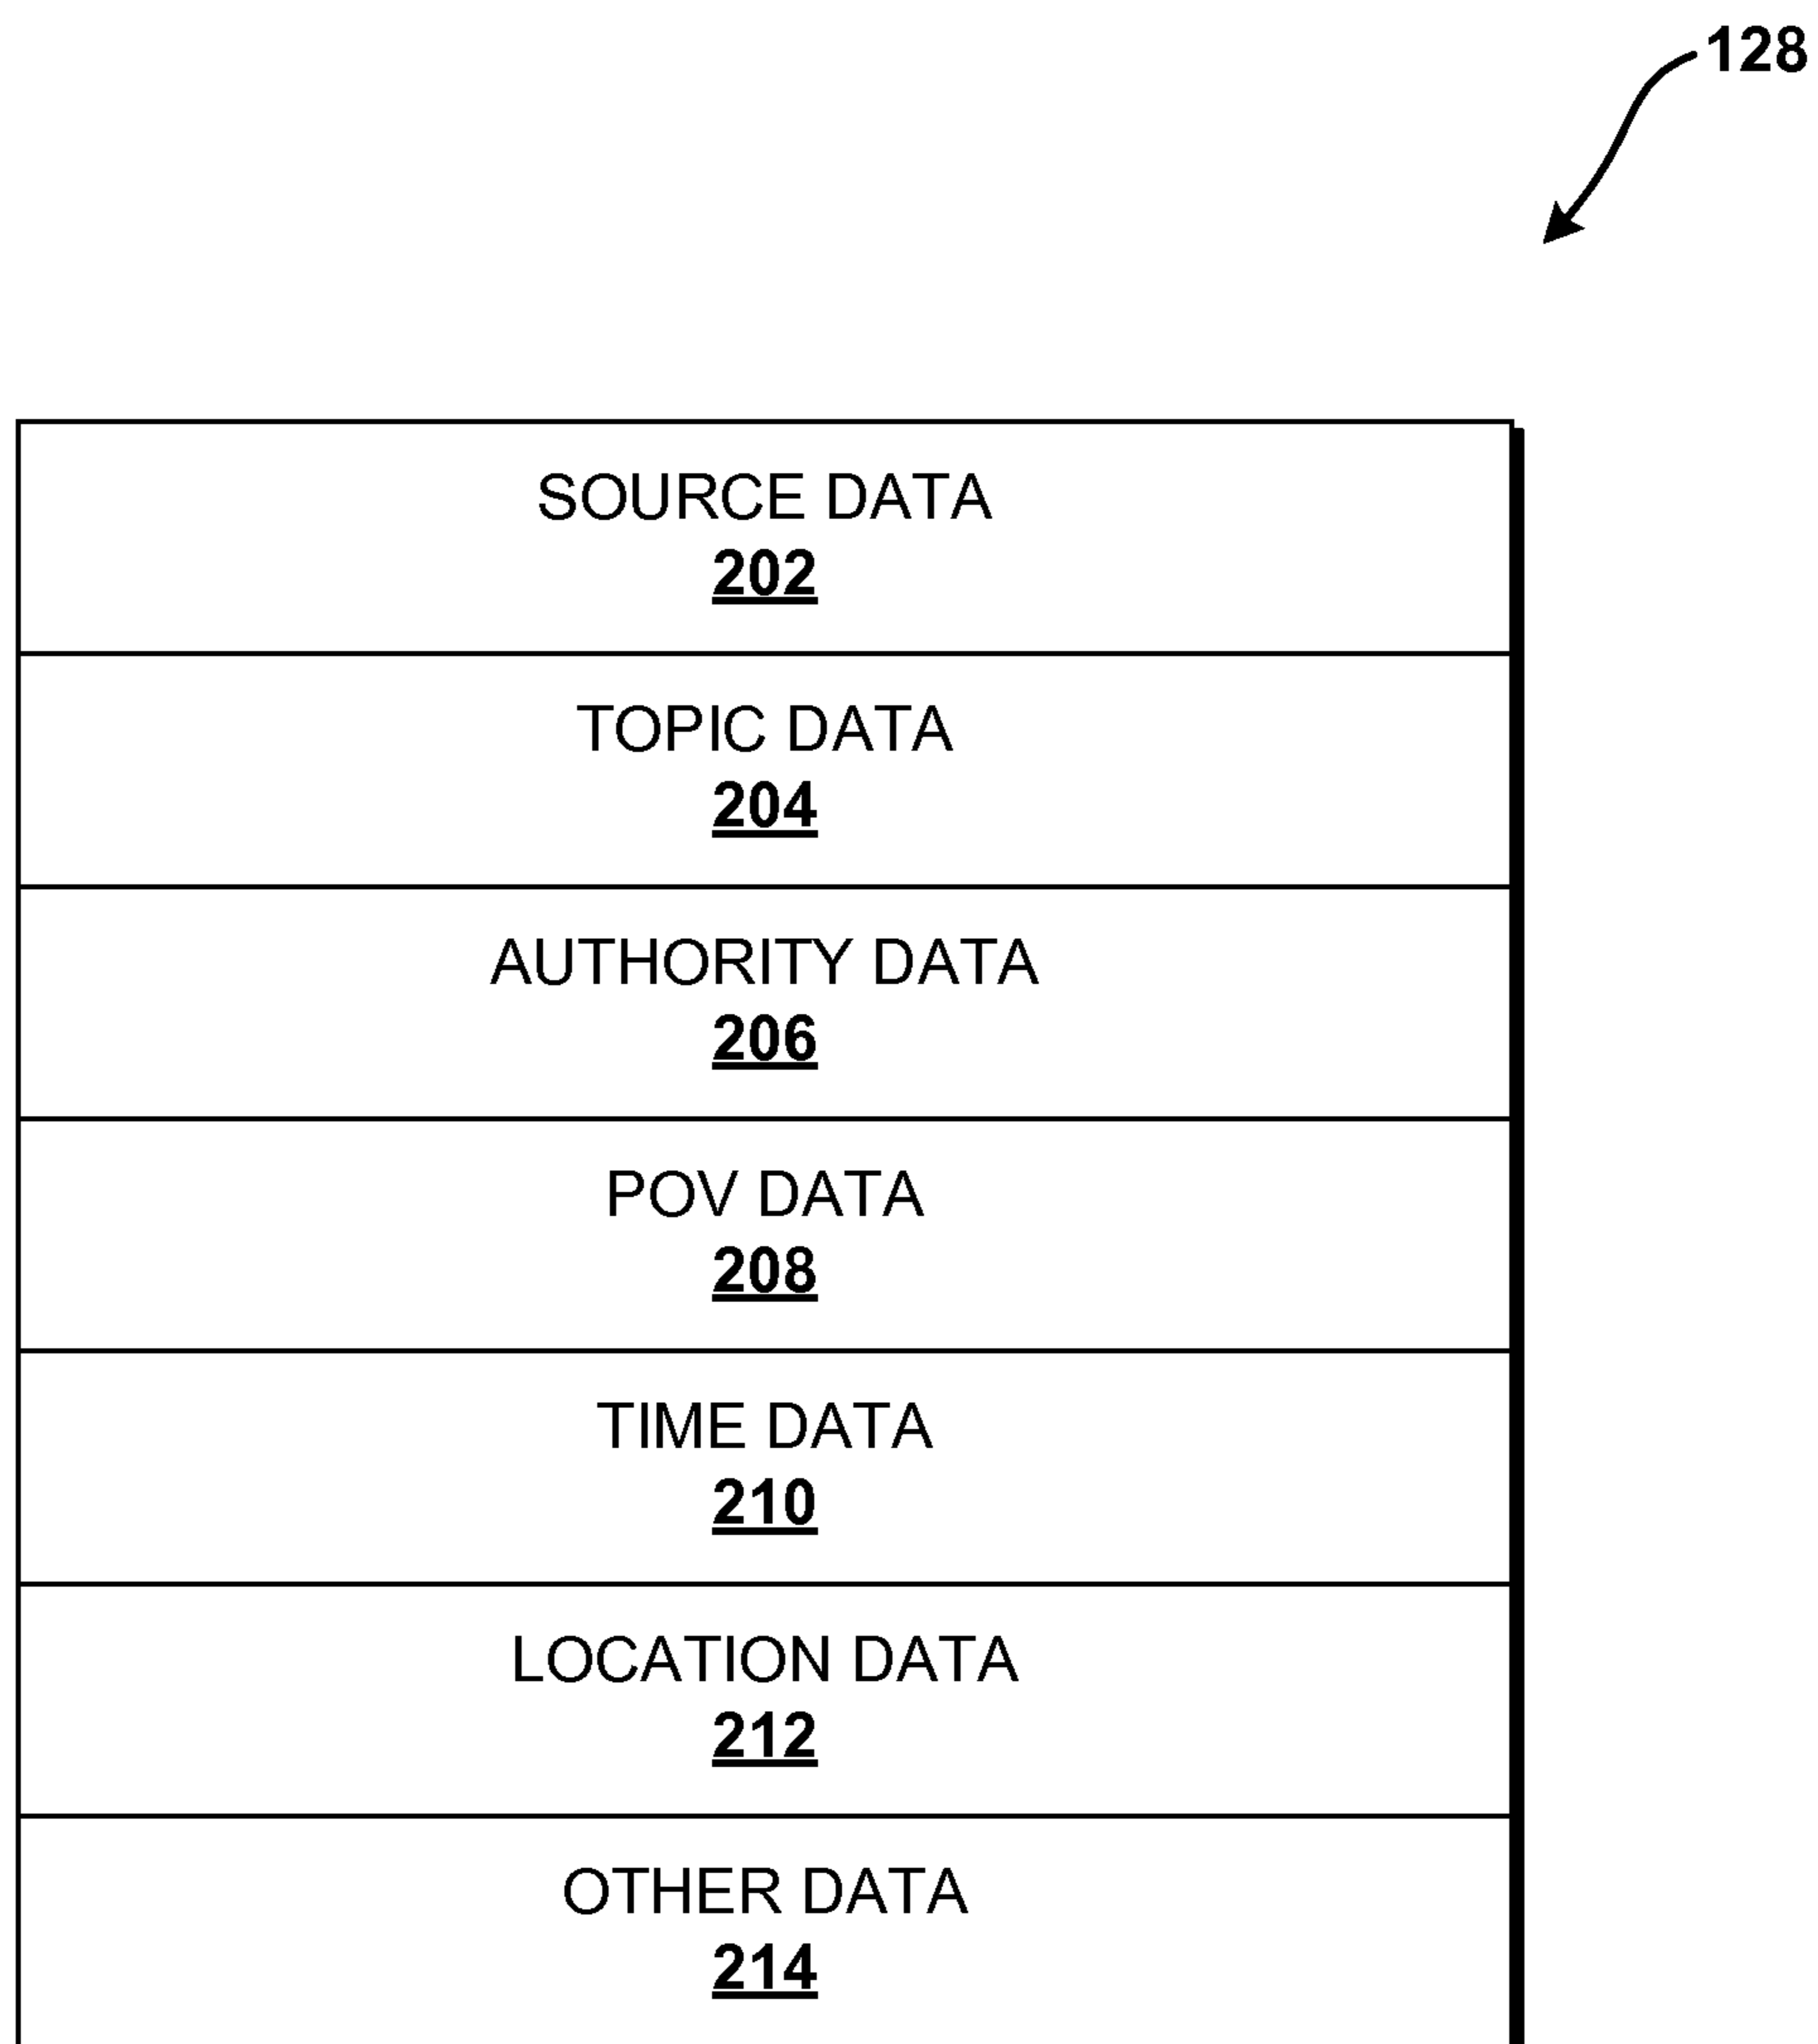 128
SOURCE DATA
202
TOPIC DATA
204
AUTHORITY DATA
206
POV DATA
208
TIME DATA
210
LOCATION DATA
212
OTHER DATA
214